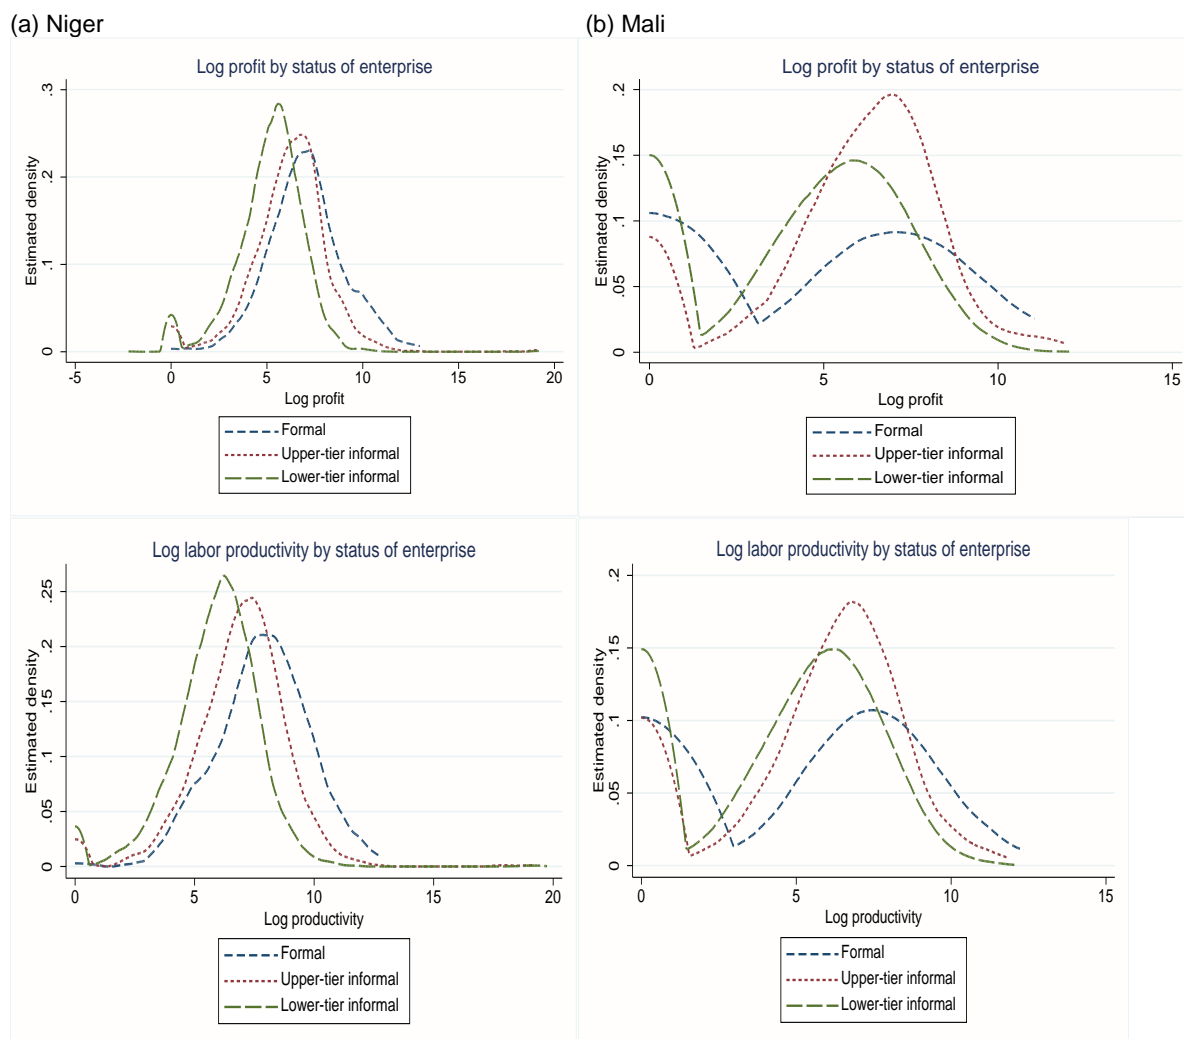 (a) Niger
(b) Mali
Log profit by status of enterprise
Estimated density
.3
.2
.1
0
-5
0
5
10
15
20
Log profit
Formal
Upper-tier informal
Lower-tier informal
Log profit by status of enterprise
Estimated density
.2
.15
.1
.05
0
0
5
10
15
Log profit
Formal
Upper-tier informal
Lower-tier informal
Log labor productivity by status of enterprise
Estimated density
.25
.2
.15
.1
.05
0
0
5
10
15
20
Log productivity
Formal
Upper-tier informal
Lower-tier informal
Log labor productivity by status of enterprise
Estimated density
.2
.15
.1
.05
0
0
5
10
15
Log productivity
Formal
Upper-tier informal
Lower-tier informal